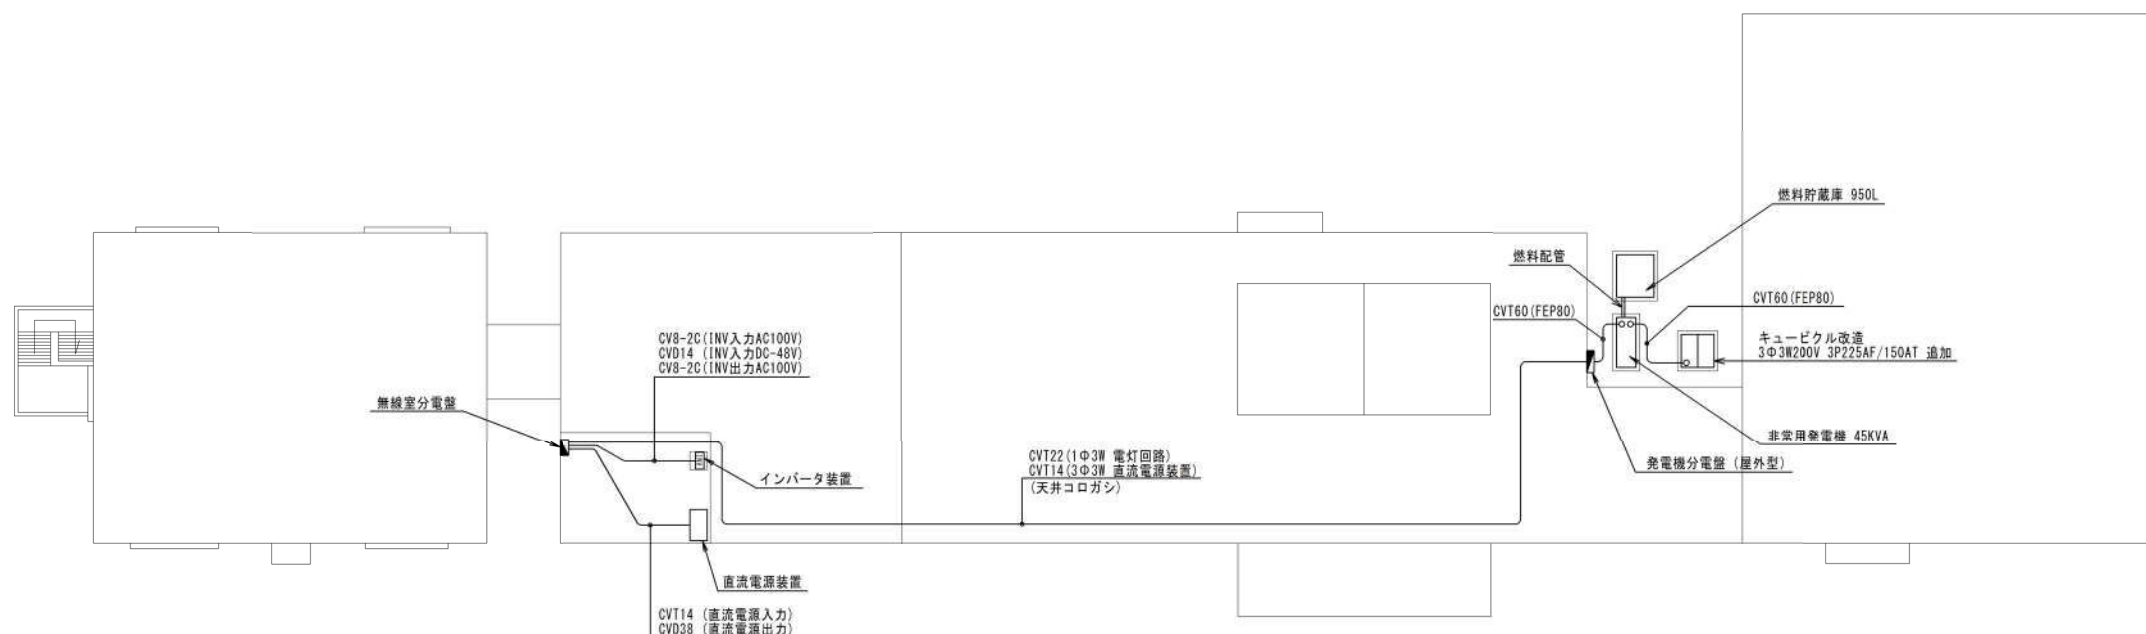 燃料貯蔵庫 950L
燃料配管
CVT60(FEP80)
CVT60(FEP80)
キュービクル改造
3Φ3W200V 3P225AF/150AT 追加
CV8-2C(INV入力AC100V)
CVD14 (INV入力DC-48V)
CV8-2C(INV出力AC100V)
無線室分電盤
非常用発電機 45KVA
発電機分電盤 (屋外型)
CVT22(1Φ3W 電灯回路)
CVT14(3Φ3W 直流電源装置)
(天井コロガシ)
インバータ装置
直流電源装置
CVT14 (直流電源入力)
CVD38 (直流電源出力)